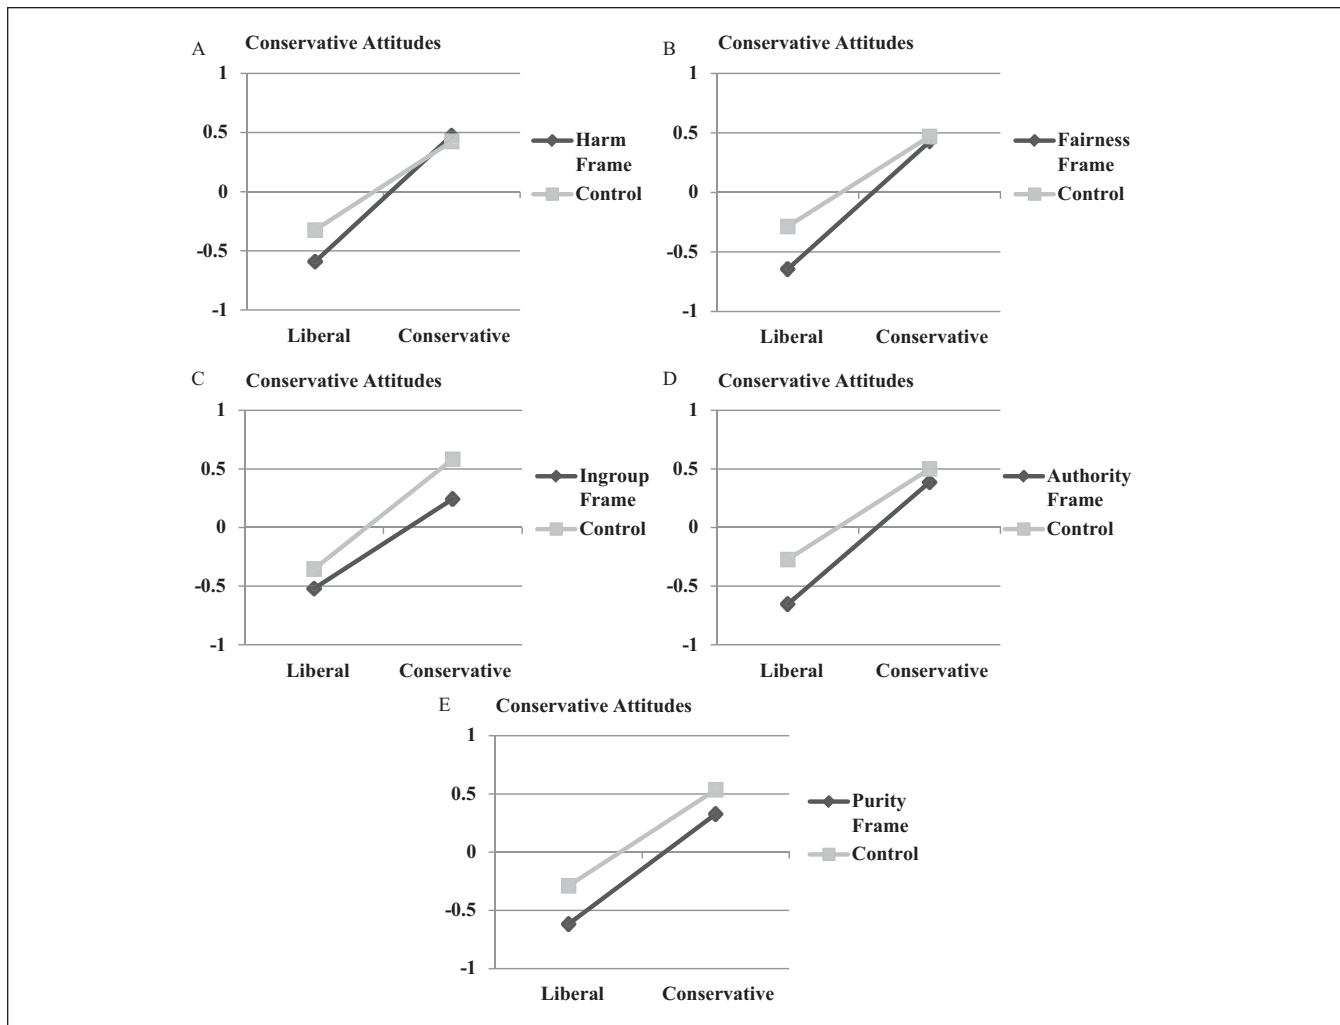 A
Conservative Attitudes
1
0.5
0
-0.5
-1
Liberal
Conservative
Harm
Frame
Control
B
Conservative Attitudes
1
0.5
0
-0.5
-1
Liberal
Conservative
Fairness
Frame
Control
C
Conservative Attitudes
1
0.5
0
-0.5
-1
Liberal
Conservative
Ingroup
Frame
Control
D
Conservative Attitudes
1
0.5
0
-0.5
-1
Liberal
Conservative
Authority
Frame
Control
E
Conservative Attitudes
1
0.5
0
-0.5
-1
Liberal
Conservative
Purity
Frame
Control